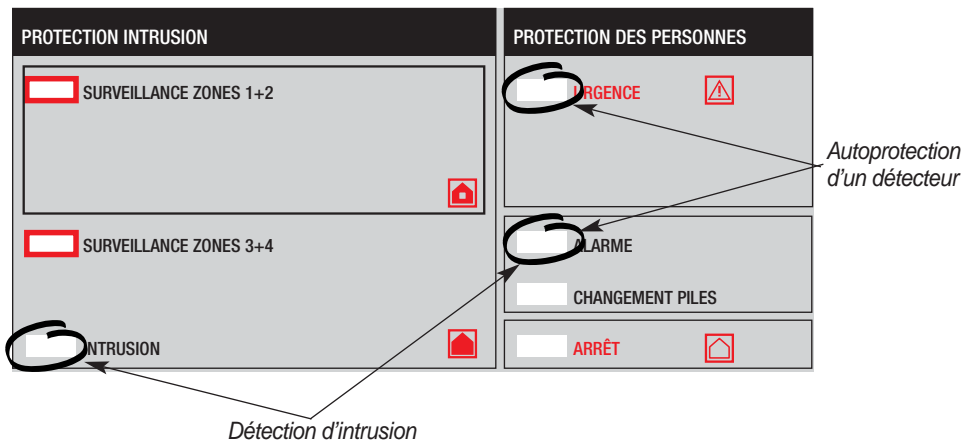 PROTECTION INTRUSION
SURVEILLANCE ZONES 1+2
SURVEILLANCE ZONES 3+4
INTRUSION
PROTECTION DES PERSONNES
URGENCE
ALARME
CHANGEMENT PILES
ARRÊT
Autoprotection
d'un détecteur
Détection d'intrusion